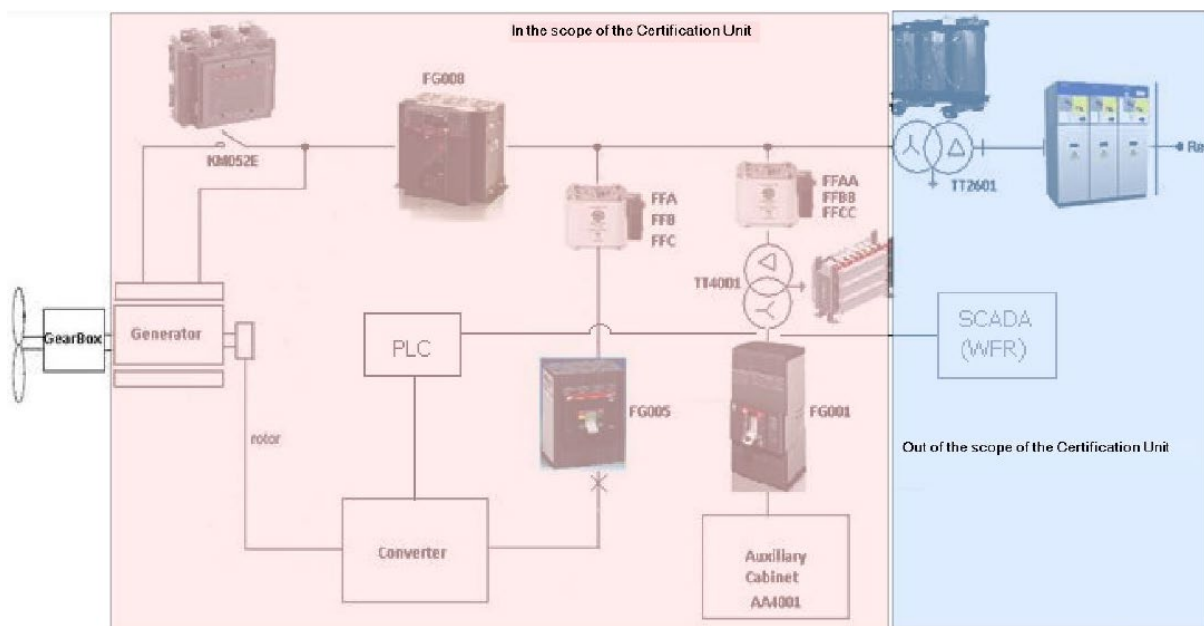 In the scope of the Certification Unit
FG008
KM052E
FFA
FFB
FFC
FFAA
FFBB
FFCC
TT2601
Re
TT4001
GearBox
Generator
PLC
SCADA
(WFR)
FG005
FG001
rotor
Out of the scope of the Certification Unit
Converter
Auxiliary
Cabinet
AA4001